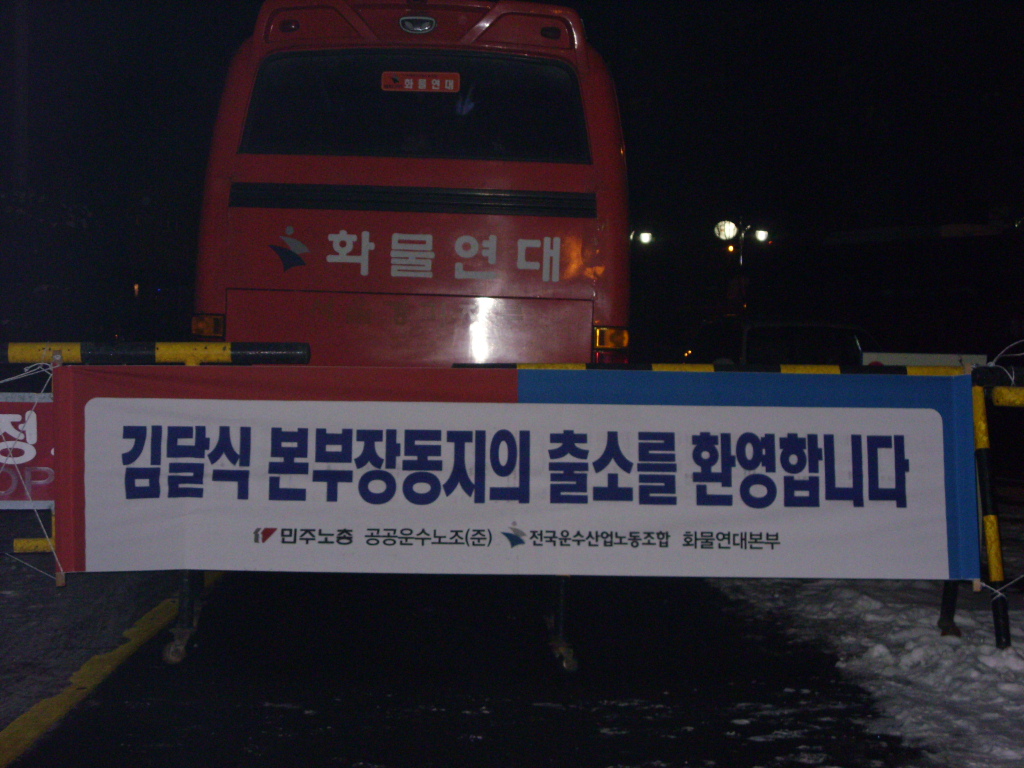 화물연대
화물연대
정
OP
김달식 본부장동지의 출소를 환영합니다
민주노총 공공운수노조(준) 전국운수산업노동조합 화물연대본부